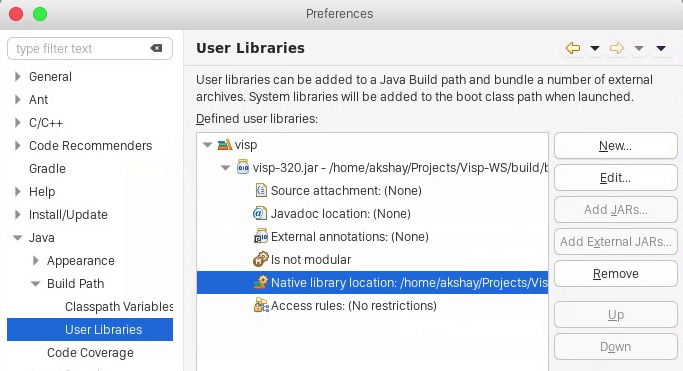 Preferences
type filter text
General
Ant
C/C++
Code Recommenders
Gradle
Help
Install/Update
Java
Appearance
Build Path
Classpath Variables
User Libraries
Code Coverage
User Libraries
User libraries can be added to a Java Build path and bundle a number of external
archives. System libraries will be added to the boot class path when launched.
Defined user libraries:
visp
visp-320.jar - /home/akshay/Projects/Visp-WS/build/b
Source attachment: (None)
Javadoc location: (None)
External annotations: (None)
Is not modular
Native library location: /home/akshay/Projects/Vis
Access rules: (No restrictions)
New...
Edit...
Add JARs...
Add External JARs...
Remove
Up
Down